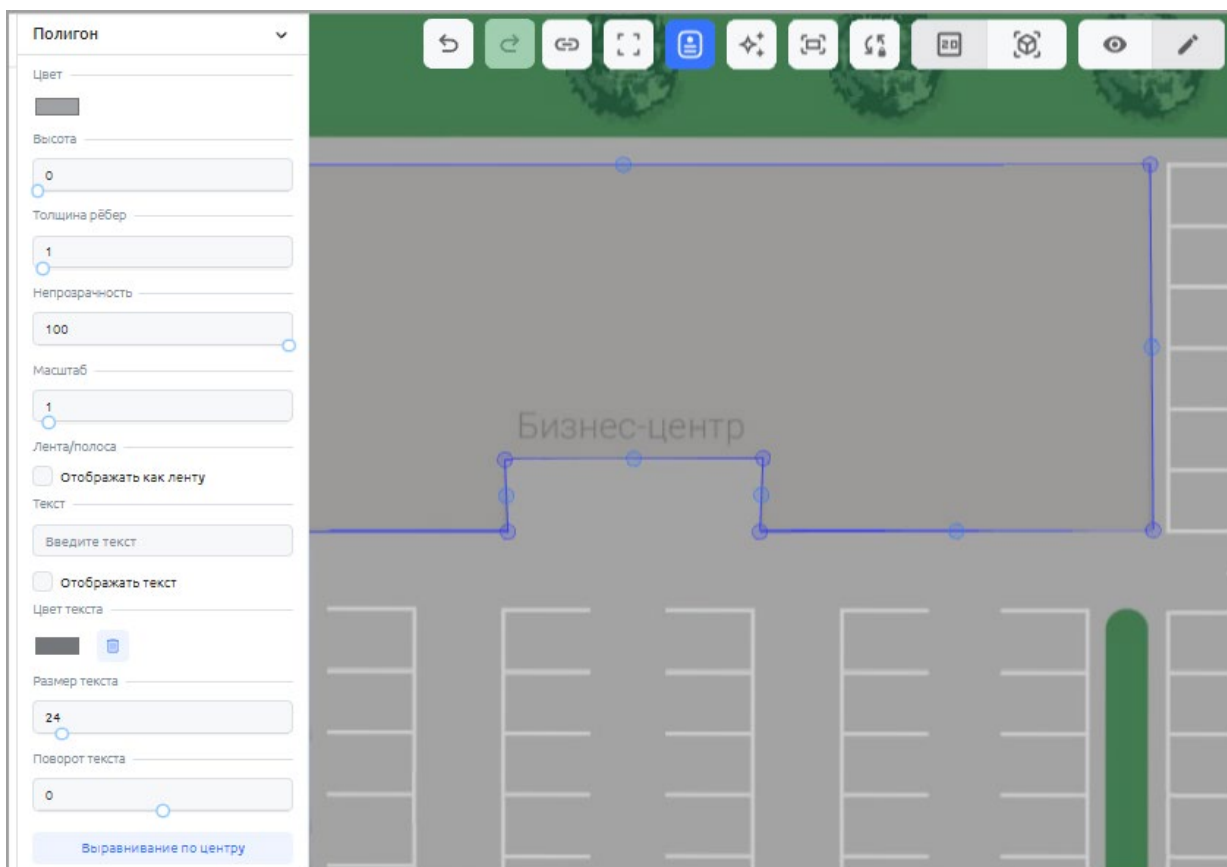 Полигон
Цвет
Высота
0
Толщина рёбер
1
Непрозрачность
100
Масштаб
1
Лента/полоса
Отображать как ленту
Текст
Введите текст
Отображать текст
Цвет текста
Размер текста
24
Поворот текста
0
Выравнивание по центру
2D
Бизнес-центр